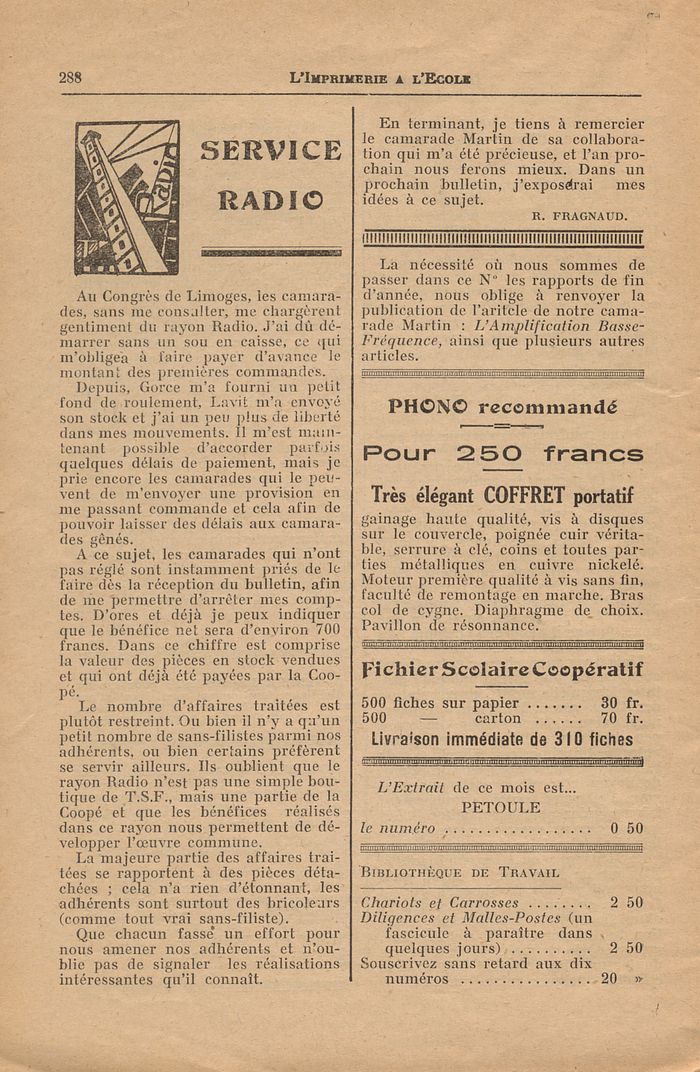 288
L'IMPRIMERIE A L'ECOLE
Radio
SERVICE
RADIO
Au Congrès de Limoges, les camara-
des, sans me consulter, me chargèrent
gentiment du rayon Radio. J'ai dû dé-
marrer sans un sou en caisse, ce qui
m'obligea à faire payer d'avance le
montant des premières commandes.
Depuis, Gorce m'a fourni un petit
fond de roulement, Lavit m'a envoyé
son stock et j'ai un peu plus de liberté
dans mes mouvements. Il m'est main-
tenant possible d'accorder parfois
quelques délais de paiement, mais je
prie encore les camarades qui le peu-
vent de m'envoyer une provision en
me passant commande et cela afin de
pouvoir laisser des délais aux camara-
des gênés.
A ce sujet, les camarades qui n'ont
pas réglé sont instamment priés de le
faire dès la réception du bulletin, afin
de me permettre d'arrêter mes comp-
tes. D'ores et déjà je peux indiquer
que le bénéfice net sera d'environ 700
francs. Dans ce chiffre est comprise
la valeur des pièces en stock vendues
et qui ont déjà été payées par la Coo-
pé.
Le nombre d'affaires traitées est
plutôt restreint. Ou bien il n'y a qu'un
petit nombre de sans-filistes parmi nos
adhérents, ou bien certains préfèrent
se servir ailleurs. Ils oublient que le
rayon Radio n'est pas une simple bou-
tique de T.S.F., mais une partie de la
Coopé et que les bénéfices réalisés
dans ce rayon nous permettent de dé-
velopper l'œuvre commune.
La majeure partie des affaires trai-
tées se rapportent à des pièces déta-
chées ; cela n'a rien d'étonnant, les
adhérents sont surtout des bricoleurs
(comme tout vrai sans-filiste).
Que chacun fasse un effort pour
nous amener nos adhérents et n'ou-
blie pas de signaler les réalisations
intéressantes qu'il connaît.
En terminant, je tiens à remercier
le camarade Martin de sa collabora-
tion qui m'a été précieuse, et l'an pro-
chain nous ferons mieux. Dans un
prochain bulletin, j'exposerai mes
idées à ce sujet.
R. FRAGNAUD.
La nécessité où nous sommes de
passer dans ce N° les rapports de fin
d'année, nous oblige à renvoyer la
publication de l'aritcle de notre cama-
rade Martin : L'Amplification Basse-
Fréquence, ainsi que plusieurs autres
articles.
PHONO recommandé
Pour 250 francs
Très élégant COFFRET portatif
gainage haute qualité, vis à disques
sur le couvercle, poignée cuir vérita-
ble, serrure à clé, coins et toutes par-
ties métalliques en cuivre nickelé.
Moteur première qualité à vis sans fin,
faculté de remontage en marche. Bras
col de cygne. Diaphragme de choix.
Pavillon de résonnance.
Fichier Scolaire Coopératif
500 fiches sur papier ....... 30 fr.
500 — carton ...... 70 fr.
Livraison immédiate de 310 fiches
L'Extrait de ce mois est...
PETOULE
le numéro .................. 0 50
BIBLIOTHÈQUE DE TRAVAIL
Chariots et Carrosses ........ 2 50
Diligences et Malles-Postes (un
fascicule à paraître dans
quelques jours) .......... 2 50
Souscrivez sans retard aux dix
numéros ................ 20 »